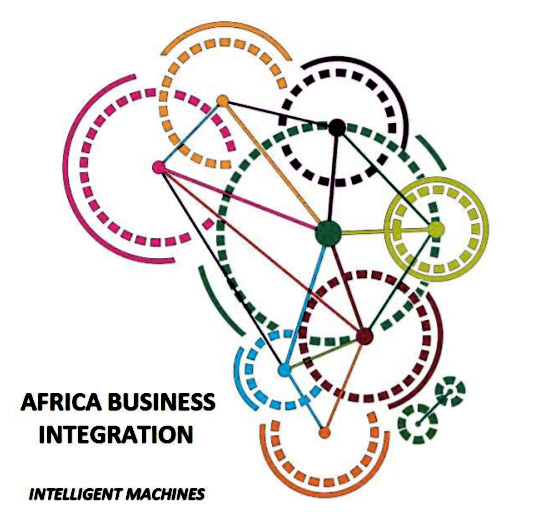 AFRICA BUSINESS
INTEGRATION
INTELLIGENT MACHINES